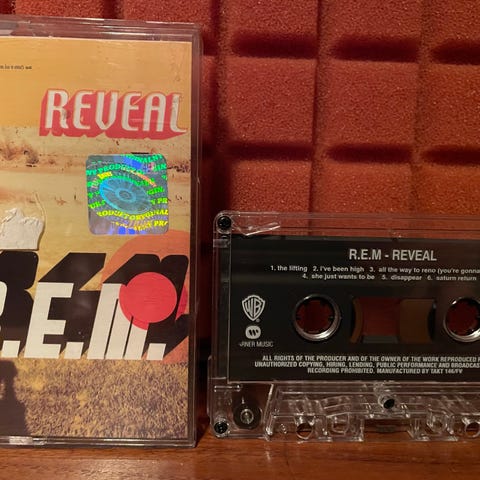 REVEAL
R.E.M.
ORYGINALNY
PRODUCT ORYGINAL
R.E.M - REVEAL
1. the lifting 2. i've been high 3. all the way to reno (you're gonna
4. she just wants to be 5. disappear 6. saturn return
WB
WARNER MUSIC
ALL RIGHTS OF THE PRODUCER AND OF THE OWNER OF THE WORK REPRODUCED R
UNAUTHORIZED COPYING, HIRING, LENDING, PUBLIC PERFORMANCE AND BROADCAS
RECORDING PROHIBITED. MANUFACTURED BY TAKT 146/FV